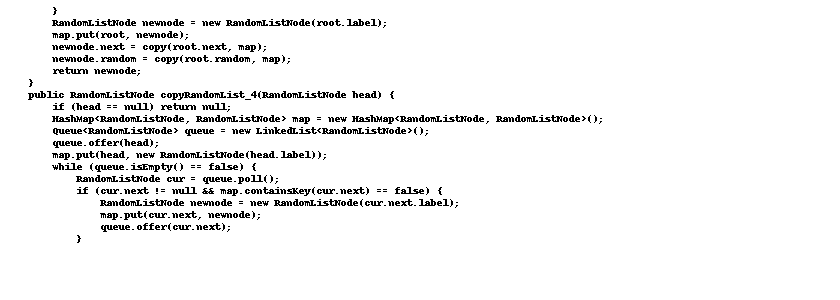 }
RandomListNode newnode = new RandomListNode(root.label);
map.put(root, newnode);
newnode.next = copy(root.next, map);
newnode.random = copy(root.random, map);
return newnode;
}
public RandomListNode copyRandomList_4(RandomListNode head) {
if (head == null) return null;
HashMap<RandomListNode, RandomListNode> map = new HashMap<RandomListNode, RandomListNode>();
Queue<RandomListNode> queue = new LinkedList<RandomListNode>();
queue.offer(head);
map.put(head, new RandomListNode(head.label));
while (queue.isEmpty() == false) {
RandomListNode cur = queue.poll();
if (cur.next != null && map.containsKey(cur.next) == false) {
RandomListNode newnode = new RandomListNode(cur.next.label);
map.put(cur.next, newnode);
queue.offer(cur.next);
}